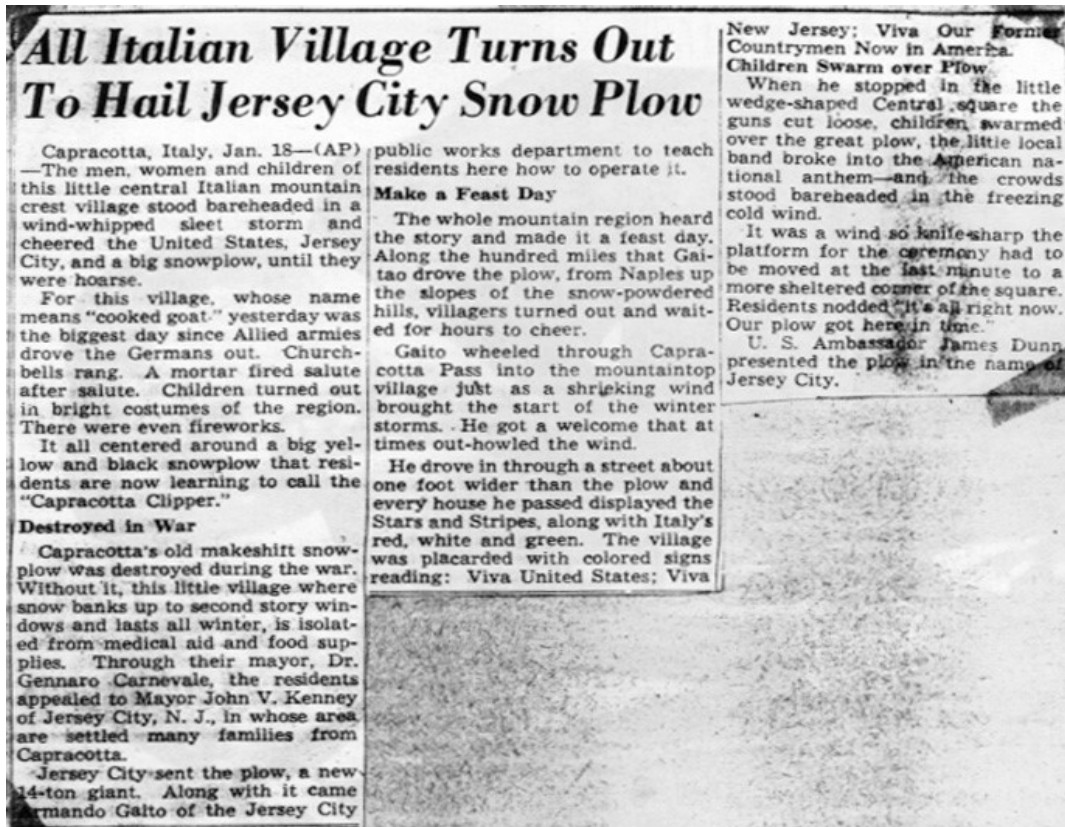 All Italian Village Turns Out
To Hail Jersey City Snow Plow
Capracotta, Italy, Jan. 18—(AP)
—The men, women and children of
this little central Italian mountain
crest village stood bareheaded in a
wind-whipped sleet storm and
cheered the United States, Jersey
City, and a big snowplow, until they
were hoarse.
For this village, whose name
means "cooked goat" yesterday was
the biggest day since Allied armies
drove the Germans out. Church-
bells rang. A mortar fired salute
after salute. Children turned out
in bright costumes of the region.
There were even fireworks.
It all centered around a big yel-
low and black snowplow that resi-
dents are now learning to call the
"Capracotta Clipper."
Destroyed in War
Capracotta's old makeshift snow-
plow was destroyed during the war.
Without it, this little village where
snow banks up to second story win-
dows and lasts all winter, is isolat-
ed from medical aid and food sup-
plies. Through their mayor, Dr.
Gennaro Carnevale, the residents
appealed to Mayor John V. Kenney
of Jersey City, N. J., in whose area
are settled many families from
Capracotta.
Jersey City sent the plow, a new
14-ton giant. Along with it came
Armando Gaito of the Jersey City
public works department to teach
residents here how to operate it.
Make a Feast Day
The whole mountain region heard
the story and made it a feast day.
Along the hundred miles that Gai-
tao drove the plow, from Naples up
the slopes of the snow-powdered
hills, villagers turned out and wait-
ed for hours to cheer.
Gaito wheeled through Capra-
cotta Pass into the mountaintop
village just as a shrieking wind
brought the start of the winter
storms. He got a welcome that at
times out-howled the wind.
He drove in through a street about
one foot wider than the plow and
every house he passed displayed the
Stars and Stripes, along with Italy's
red, white and green. The village
was placarded with colored signs
reading: Viva United States; Viva
New Jersey; Viva Our Former
Countrymen Now in America.
Children Swarm over Plow
When he stopped in the little
wedge-shaped Central square the
guns cut loose, children swarmed
over the great plow, the little local
band broke into the American na-
tional anthem—and the crowds
stood bareheaded in the freezing
cold wind.
It was a wind so knife-sharp the
platform for the ceremony had to
be moved at the last minute to a
more sheltered corner of the square.
Residents nodded "It's all right now.
Our plow got here in time."
U. S. Ambassador James Dunn
presented the plow in the name of
Jersey City.